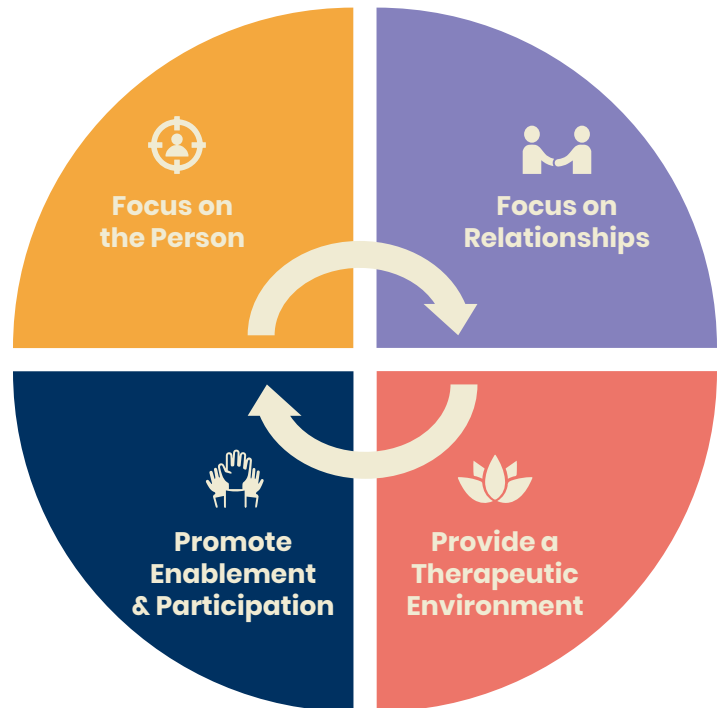 Focus on
the Person
Focus on
Relationships
Promote
Enablement
& Participation
Provide a
Therapeutic
Environment